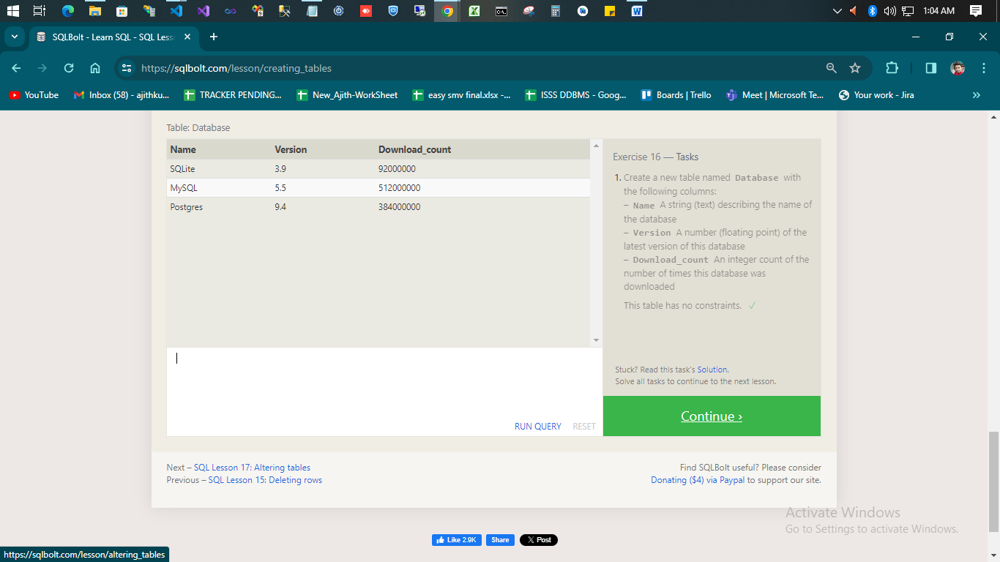 1:04 AM
SQLBolt - Learn SQL - SQL Less
https://sqlbolt.com/lesson/creating_tables
YouTube
Inbox (58) - ajithku...
TRACKER PENDING...
New_Ajith-WorkSheet
easy smv final.xlsx -...
ISSS DDBMS - Goog...
Boards | Trello
Meet | Microsoft Te...
Your work - Jira
Table: Database
Name Version Download_count
SQLite 3.9 92000000
MySQL 5.5 512000000
Postgres 9.4 384000000
Exercise 16 — Tasks
1. Create a new table named Database with
the following columns:
– Name A string (text) describing the name of
the database
– Version A number (floating point) of the
latest version of this database
– Download_count An integer count of the
number of times this database was
downloaded
This table has no constraints. ✓
Stuck? Read this task's Solution.
Solve all tasks to continue to the next lesson.
Continue ›
RUN QUERY RESET
Next – SQL Lesson 17: Altering tables
Previous – SQL Lesson 15: Deleting rows
Find SQLBolt useful? Please consider
Donating ($4) via Paypal to support our site.
Activate Windows
Go to Settings to activate Windows.
Like 2.9K Share X Post
https://sqlbolt.com/lesson/altering_tables